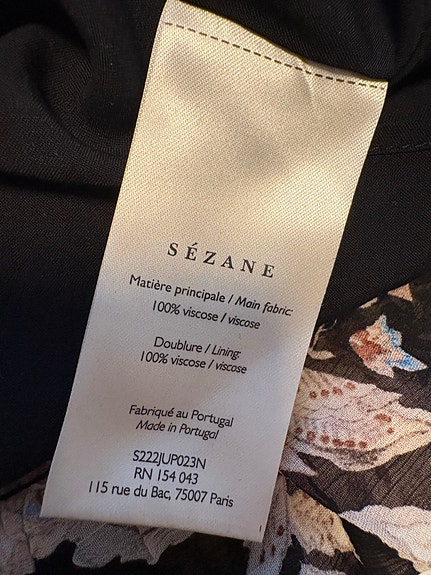 SÉZANE
Matière principale / Main fabric:
100% viscose / viscose
Doublure / Lining:
100% viscose / viscose
Fabriqué au Portugal
Made in Portugal
S222JUP023N
RN 154 043
115 rue du Bac, 75007 Paris